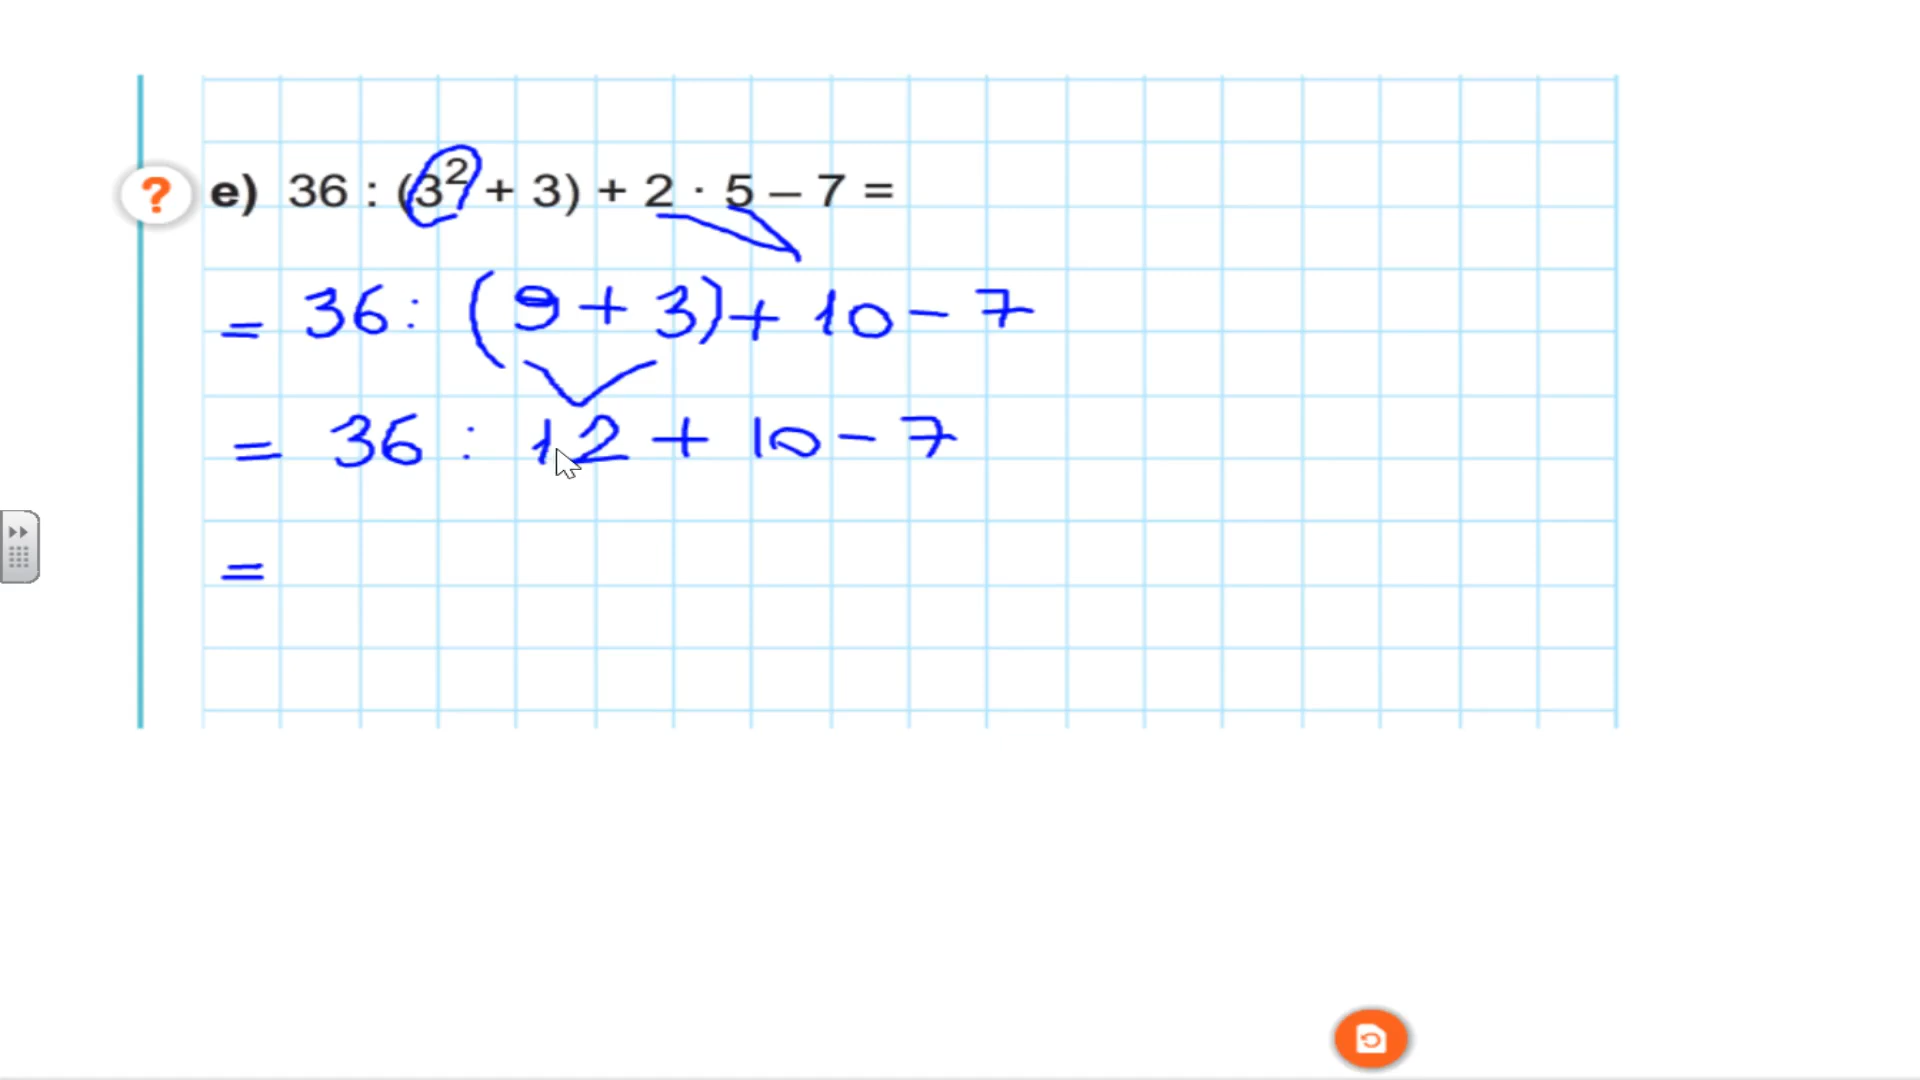 ? e) 36 : (3² + 3) + 2 · 5 – 7 =
= 36 : (9 + 3) + 10 – 7
= 36 : 12 + 10 – 7
=